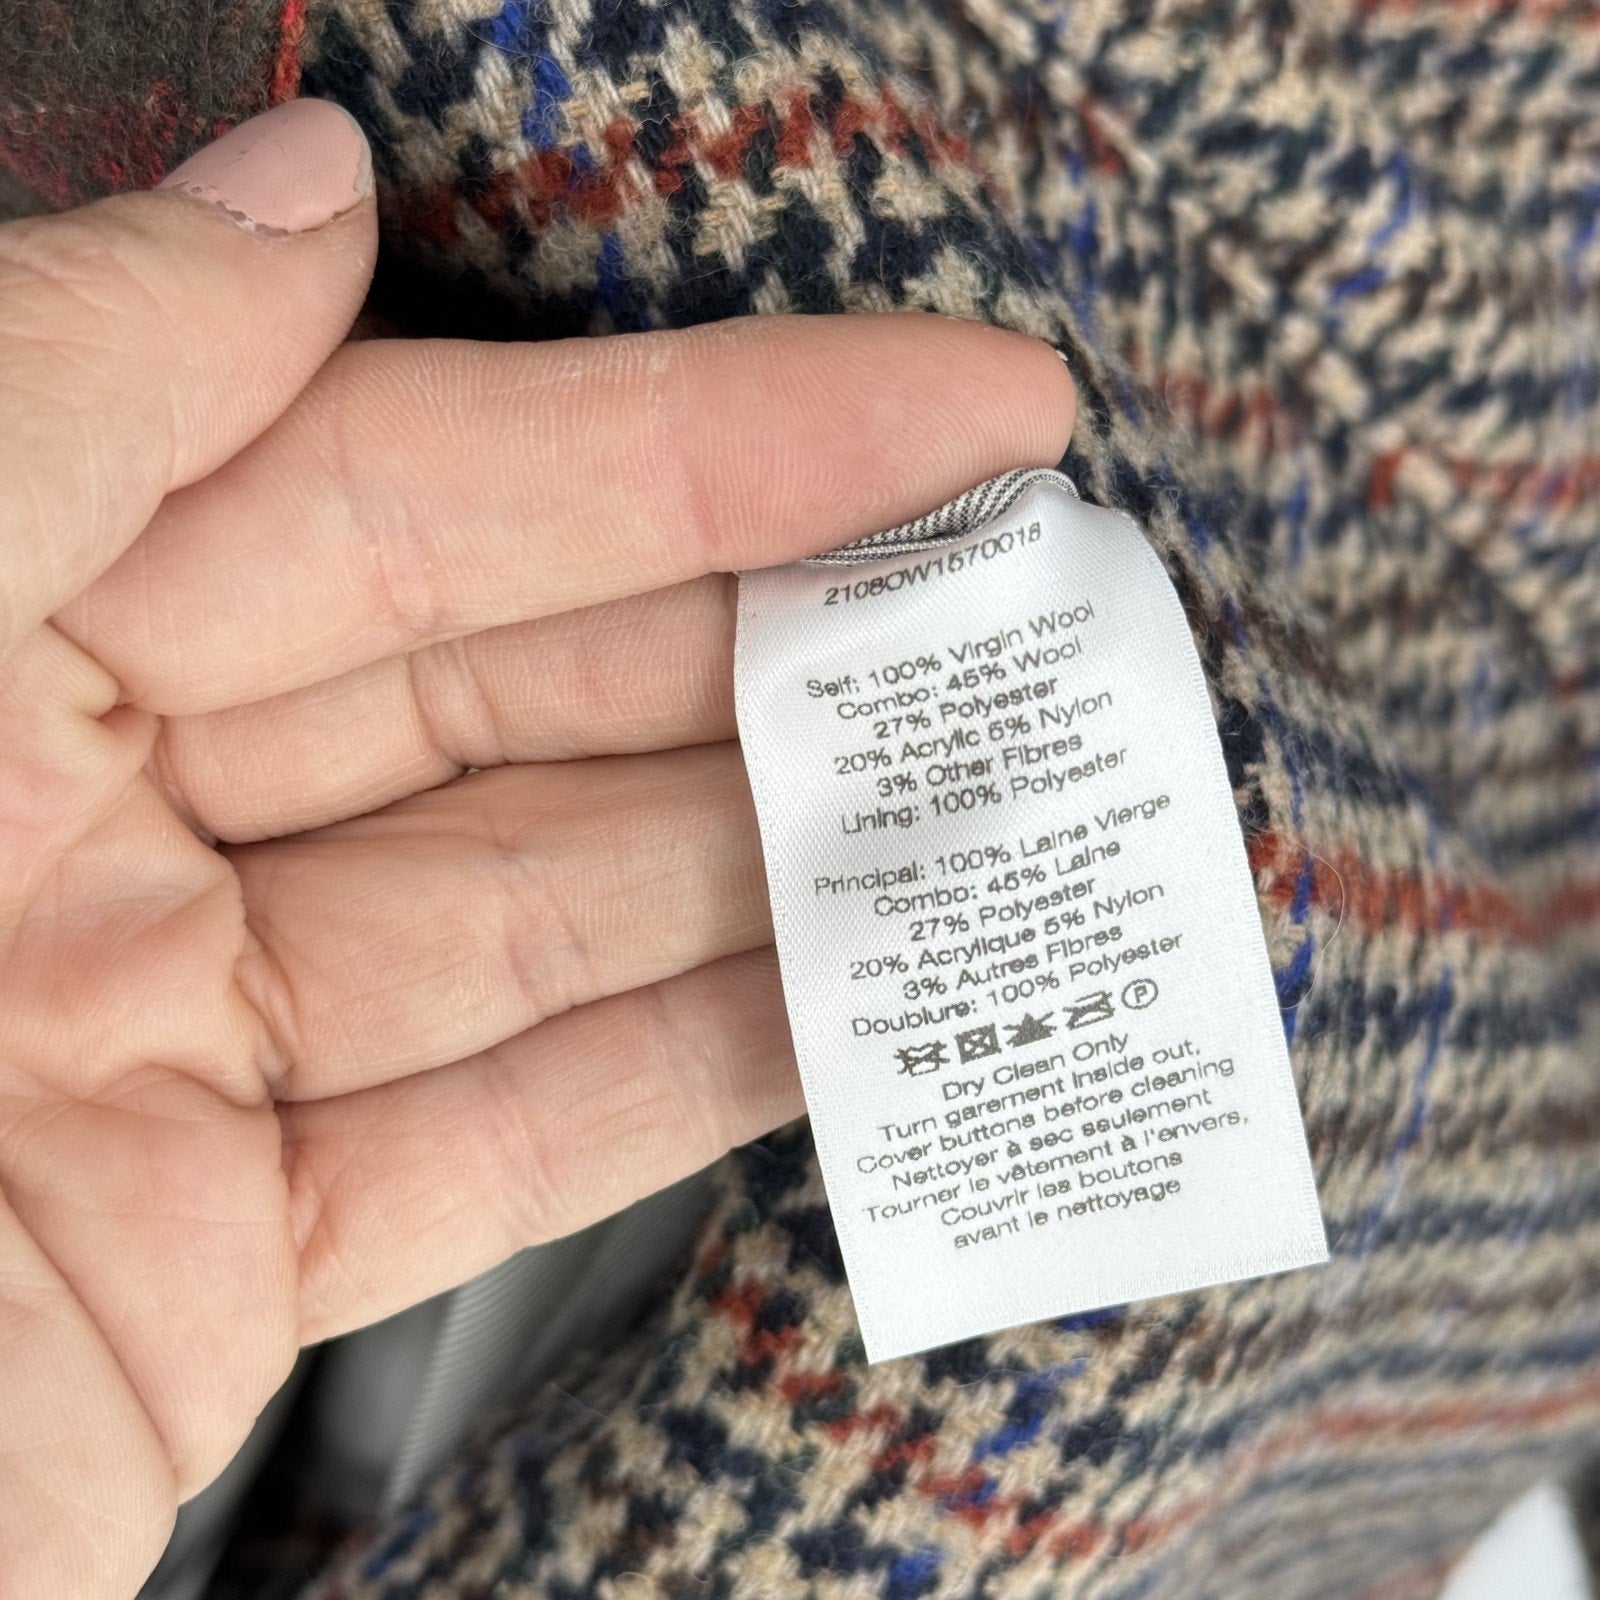 2108OW1570018
Self: 100% Virgin Wool
Combo: 45% Wool
27% Polyester
20% Acrylic 5% Nylon
3% Other Fibres
Lining: 100% Polyester
Principal: 100% Laine Vierge
Combo: 45% Laine
27% Polyester
20% Acrylique 5% Nylon
3% Autres Fibres
Doublure: 100% Polyester
P
Dry Clean Only
Turn garement inside out,
Cover buttons before cleaning
Nettoyer à sec seulement
Tourner le vêtement à l'envers,
Couvrir les boutons
avant le nettoyage